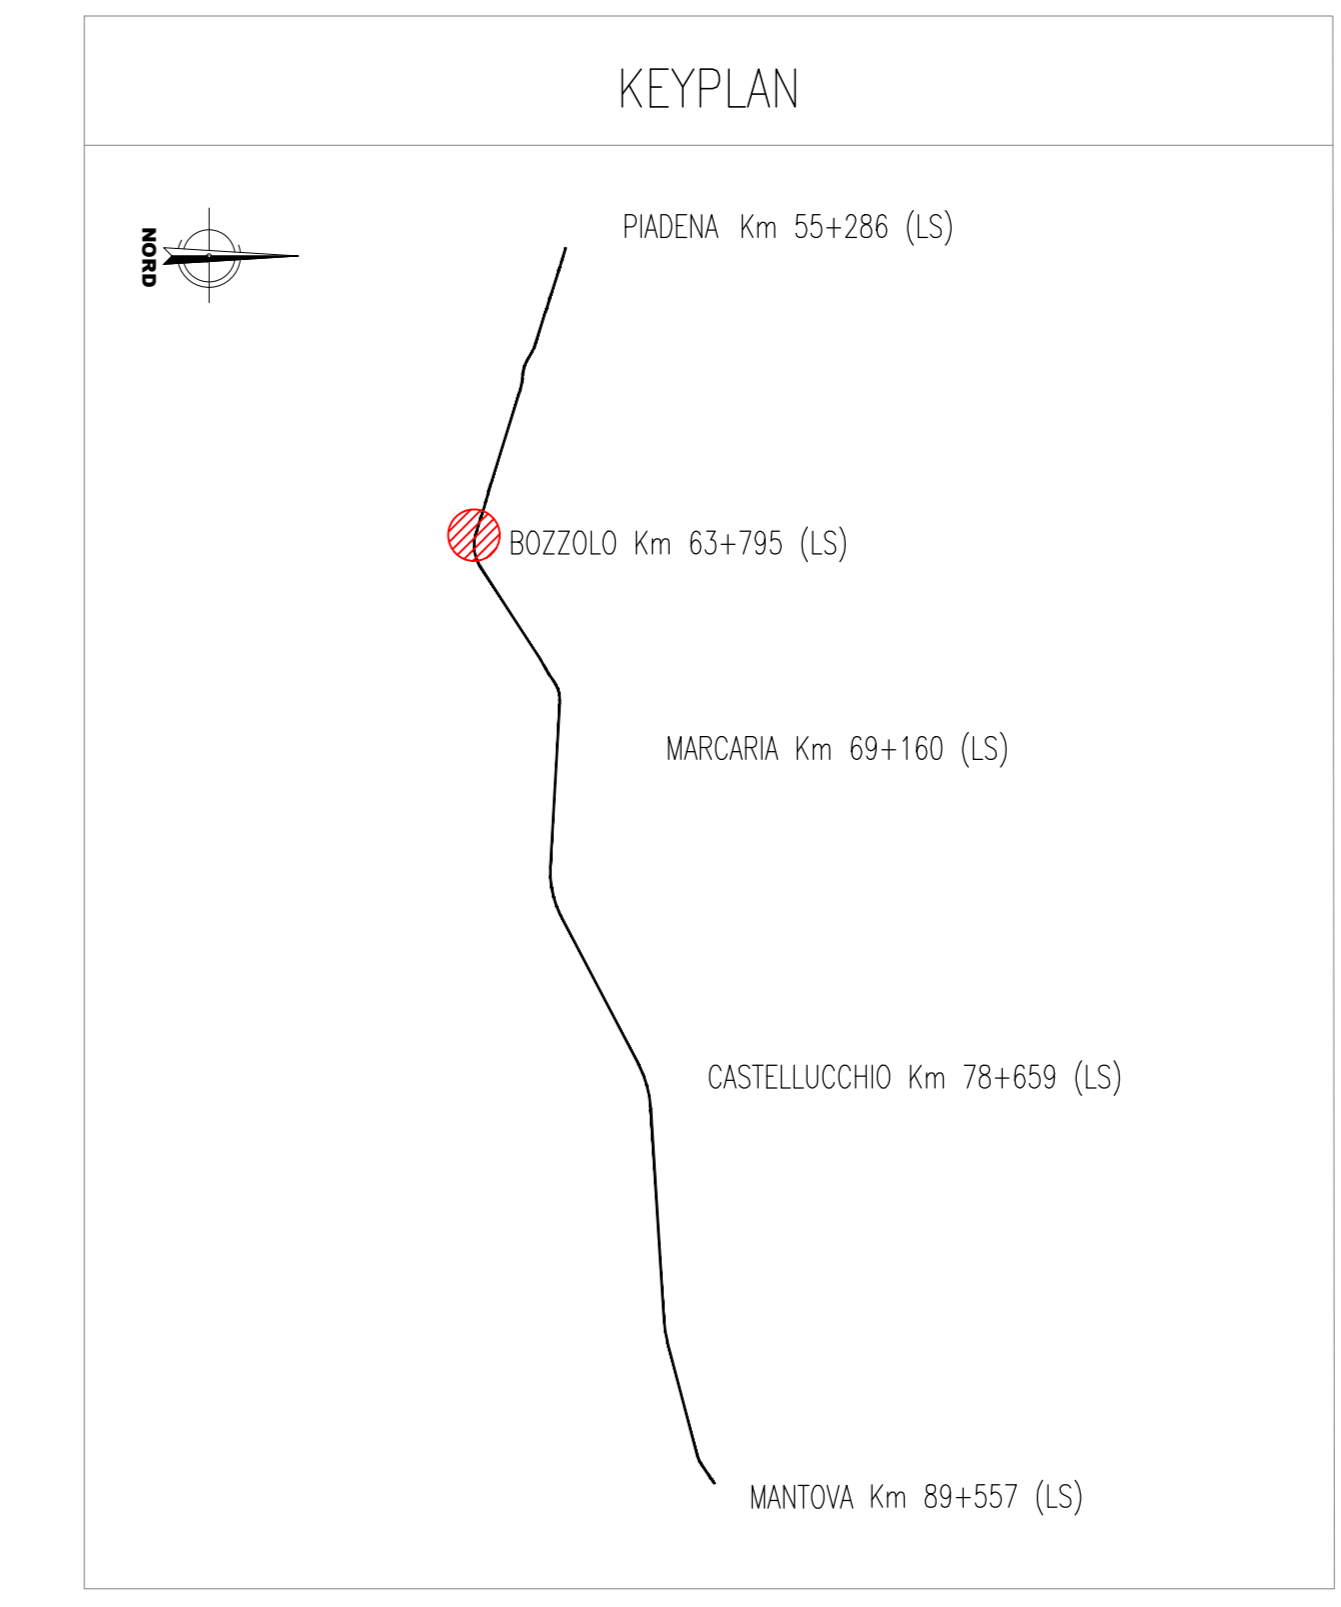 KEYPLAN
NORD
PIADENA Km 55+286 (LS)
BOZZOLO Km 63+795 (LS)
MARCARIA Km 69+160 (LS)
CASTELLUCCHIO Km 78+659 (LS)
MANTOVA Km 89+557 (LS)